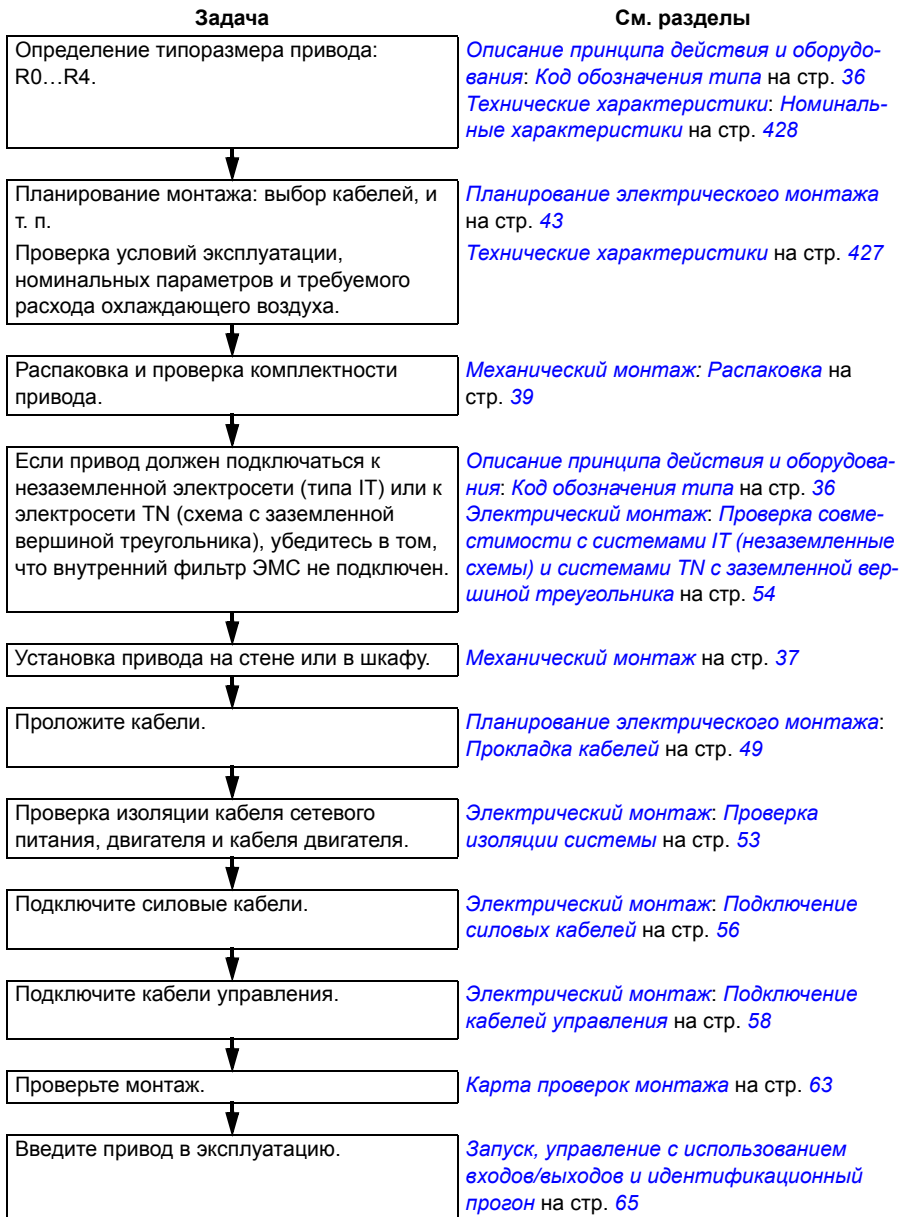 Задача
См. разделы
Определение типоразмера привода:
R0…R4.
Описание принципа действия и оборудо-
вания: Код обозначения типа на стр. 36
Технические характеристики: Номиналь-
ные характеристики на стр. 428
Планирование монтажа: выбор кабелей, и
т. п.
Проверка условий эксплуатации,
номинальных параметров и требуемого
расхода охлаждающего воздуха.
Планирование электрического монтажа
на стр. 43
Технические характеристики на стр. 427
Распаковка и проверка комплектности
привода.
Механический монтаж: Распаковка на
стр. 39
Если привод должен подключаться к
незаземленной электросети (типа IT) или к
электросети TN (схема с заземленной
вершиной треугольника), убедитесь в том,
что внутренний фильтр ЭМС не подключен.
Описание принципа действия и оборудова-
ния: Код обозначения типа на стр. 36
Электрический монтаж: Проверка совме-
стимости с системами IT (незаземленные
схемы) и системами TN с заземленной вер-
шиной треугольника на стр. 54
Установка привода на стене или в шкафу.
Механический монтаж на стр. 37
Проложите кабели.
Планирование электрического монтажа:
Прокладка кабелей на стр. 49
Проверка изоляции кабеля сетевого
питания, двигателя и кабеля двигателя.
Электрический монтаж: Проверка
изоляции системы на стр. 53
Подключите силовые кабели.
Электрический монтаж: Подключение
силовых кабелей на стр. 56
Подключите кабели управления.
Электрический монтаж: Подключение
кабелей управления на стр. 58
Проверьте монтаж.
Карта проверок монтажа на стр. 63
Введите привод в эксплуатацию.
Запуск, управление с использованием
входов/выходов и идентификационный
прогон на стр. 65